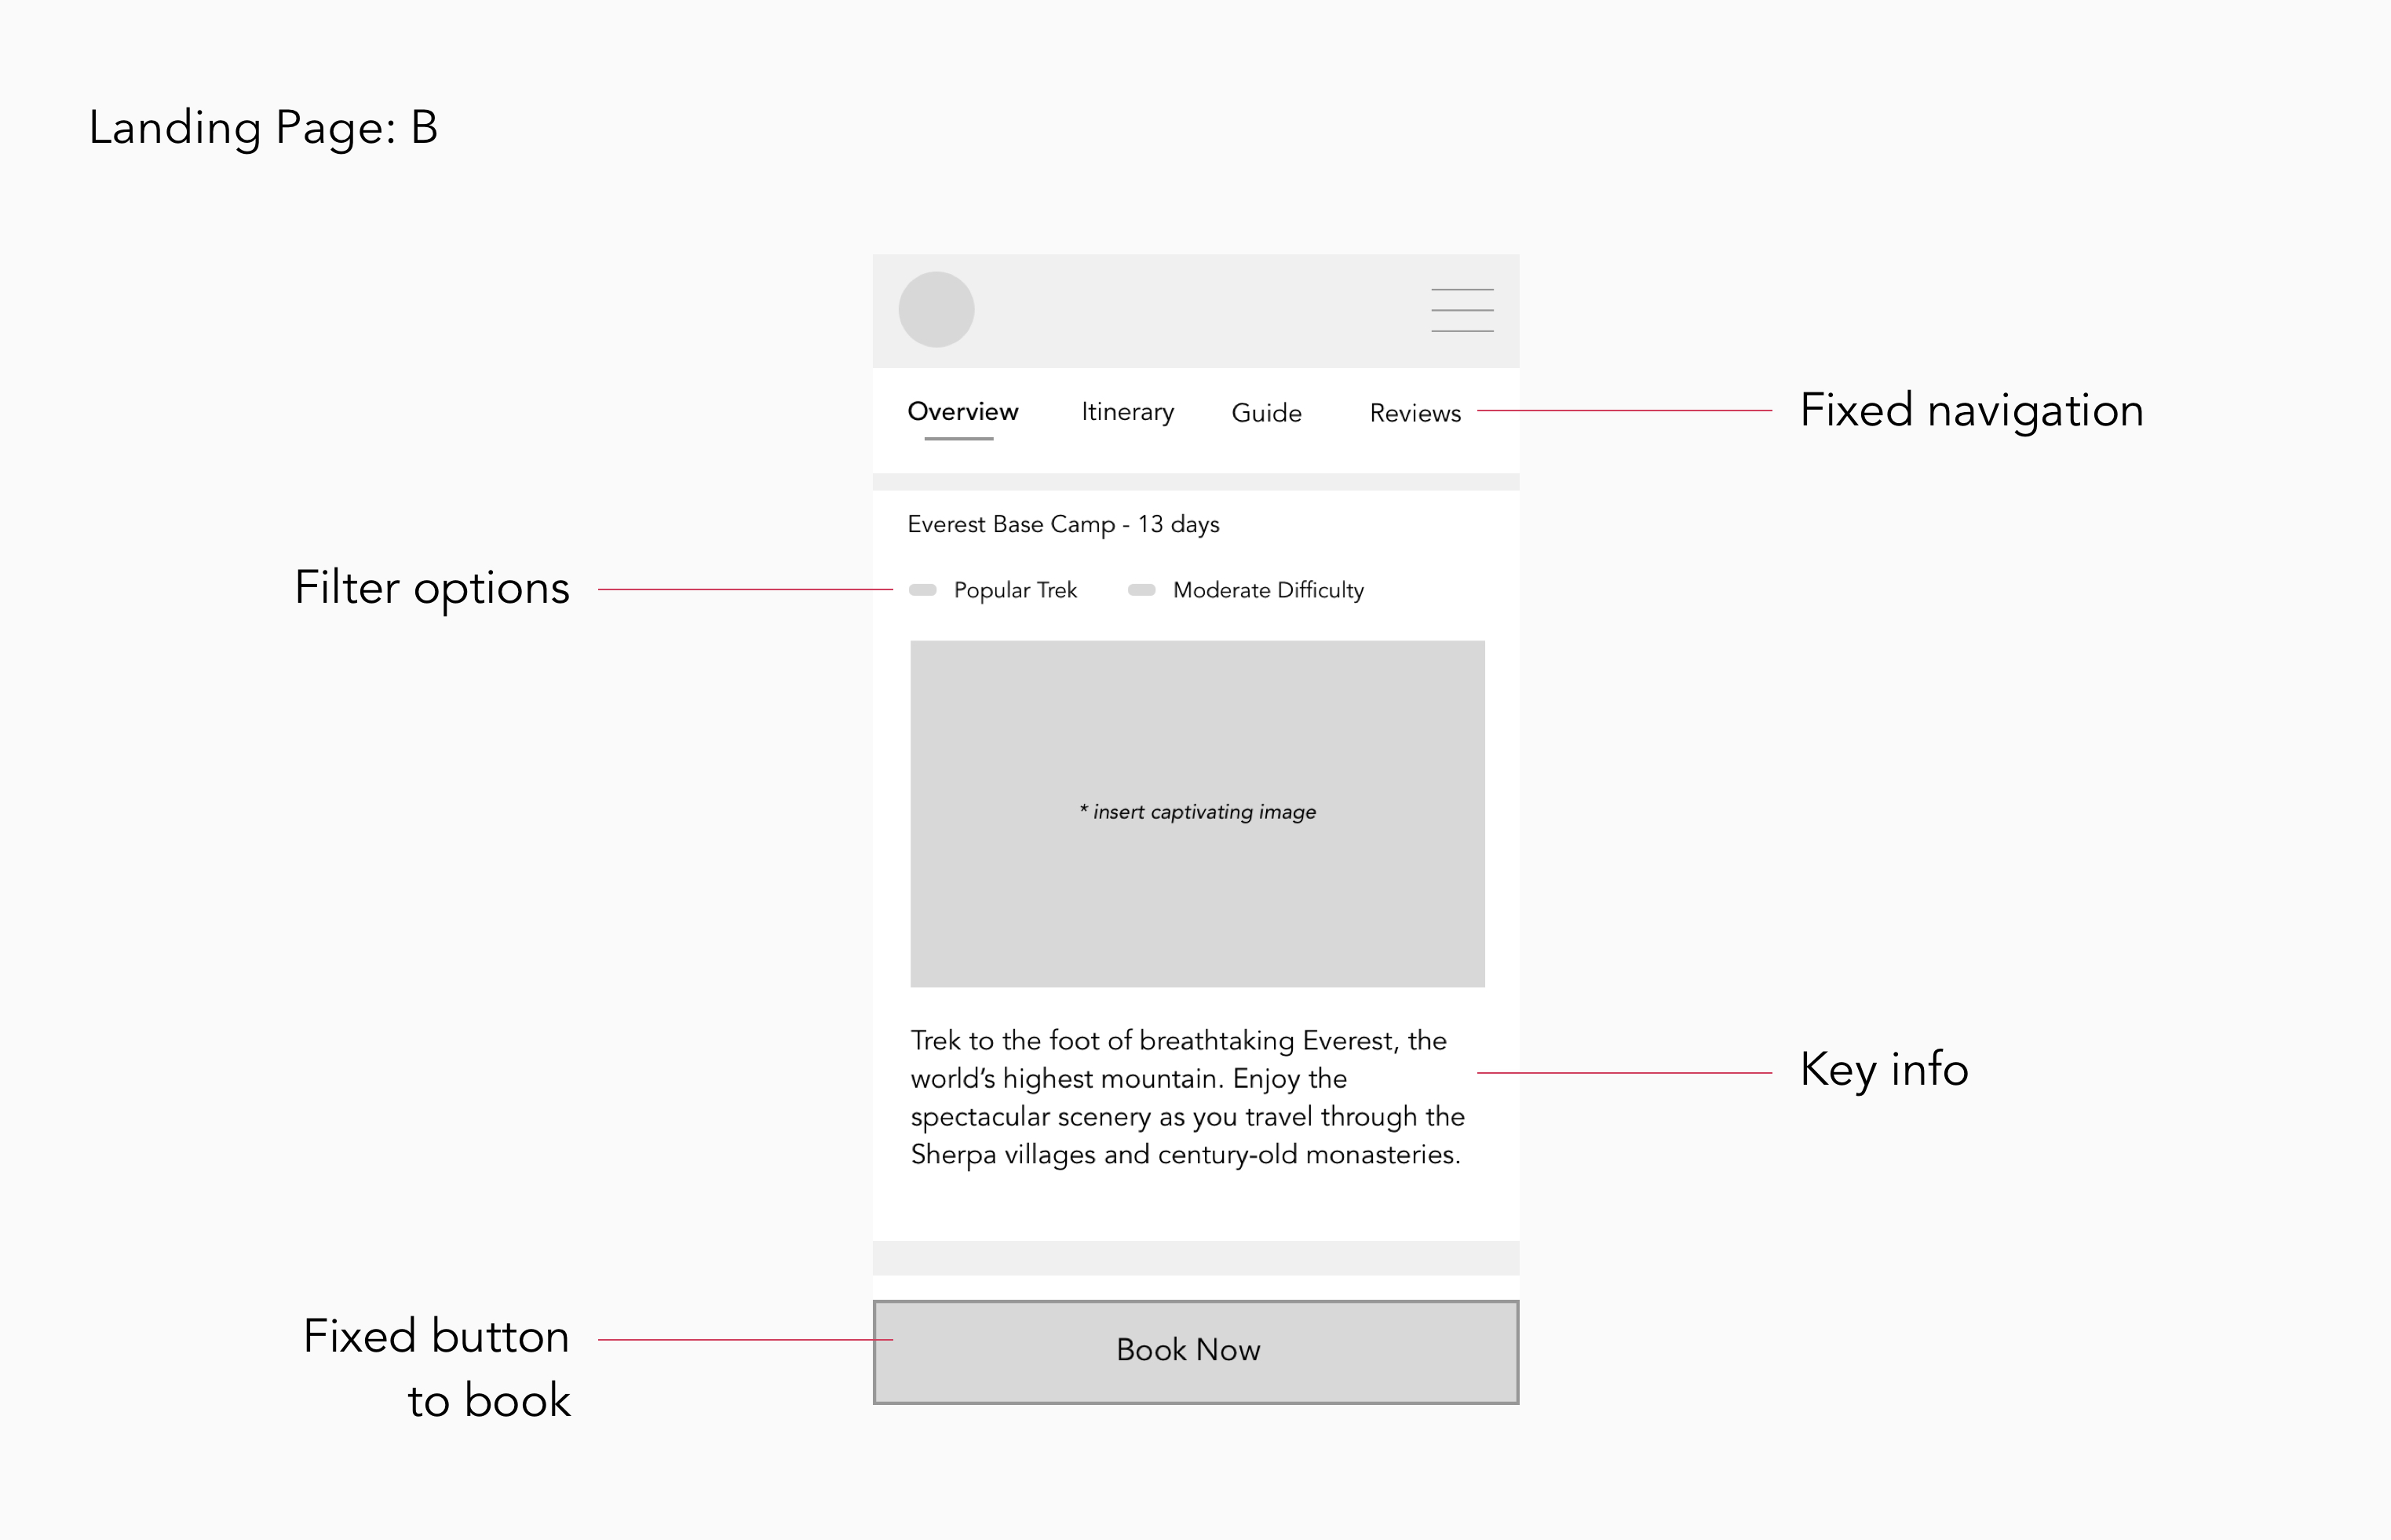 Landing Page: B
Overview Itinerary Guide Reviews
Fixed navigation
Everest Base Camp - 13 days
Filter options
Popular Trek Moderate Difficulty
* insert captivating image
Trek to the foot of breathtaking Everest, the
world’s highest mountain. Enjoy the
spectacular scenery as you travel through the
Sherpa villages and century-old monasteries.
Key info
Fixed button
to book
Book Now